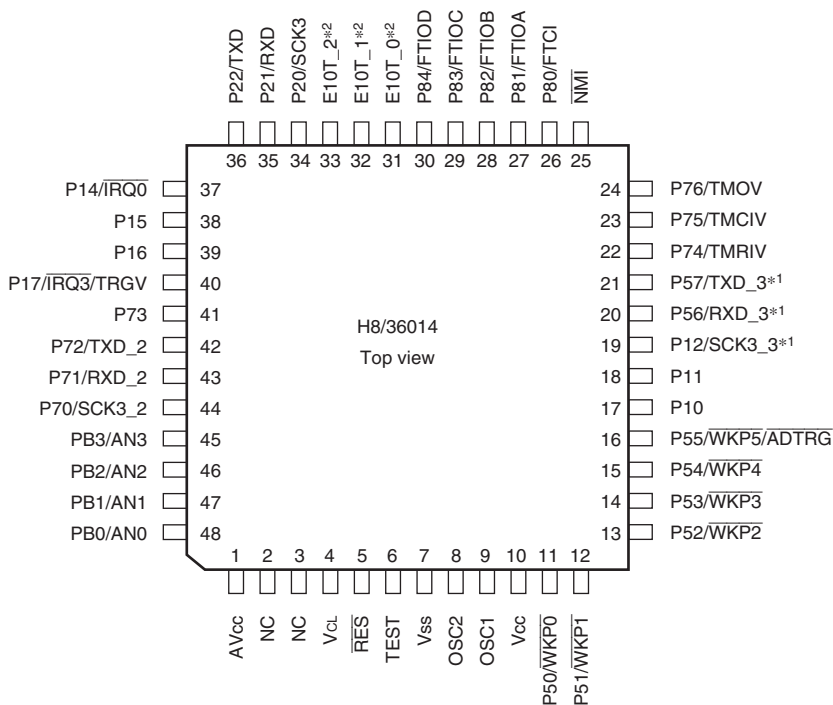 P22/TXD
P21/RXD
P20/SCK3
E10T_2*2
E10T_1*2
E10T_0*2
P84/FTIOD
P83/FTIOC
P82/FTIOB
P81/FTIOA
P80/FTCI
NMI
36 35 34 33 32 31 30 29 28 27 26 25
P14/IRQ0 37
P15 38
P16 39
P17/IRQ3/TRGV 40
P73 41
P72/TXD_2 42
P71/RXD_2 43
P70/SCK3_2 44
PB3/AN3 45
PB2/AN2 46
PB1/AN1 47
PB0/AN0 48
H8/36014
Top view
24 P76/TMOV
23 P75/TMCIV
22 P74/TMRIV
21 P57/TXD_3*1
20 P56/RXD_3*1
19 P12/SCK3_3*1
18 P11
17 P10
16 P55/WKP5/ADTRG
15 P54/WKP4
14 P53/WKP3
13 P52/WKP2
1 2 3 4 5 6 7 8 9 10 11 12
AVcc
NC
NC
VCL
RES
TEST
Vss
OSC2
OSC1
Vcc
P50/WKP0
P51/WKP1